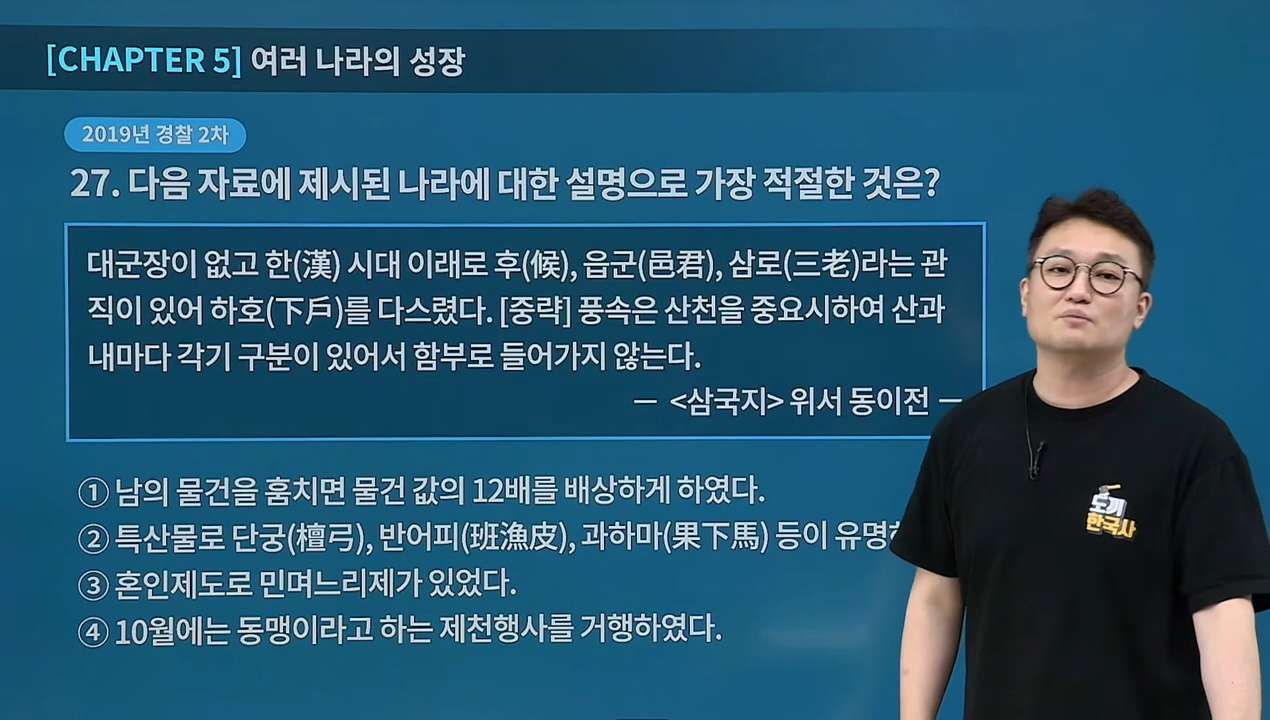 [CHAPTER 5] 여러 나라의 성장
2019년 경찰 2차
27. 다음 자료에 제시된 나라에 대한 설명으로 가장 적절한 것은?
대군장이 없고 한(漢) 시대 이래로 후(候), 읍군(邑君), 삼로(三老)라는 관
직이 있어 하호(下戶)를 다스렸다. [중략] 풍속은 산천을 중요시하여 산과
내마다 각기 구분이 있어서 함부로 들어가지 않는다.
— <삼국지> 위서 동이전 —
① 남의 물건을 훔치면 물건 값의 12배를 배상하게 하였다.
② 특산물로 단궁(檀弓), 반어피(班漁皮), 과하마(果下馬) 등이
③ 혼인제도로 민며느리제가 있었다.
④ 10월에는 동맹이라고 하는 제천행사를 거행하였다.
도끼
한국사